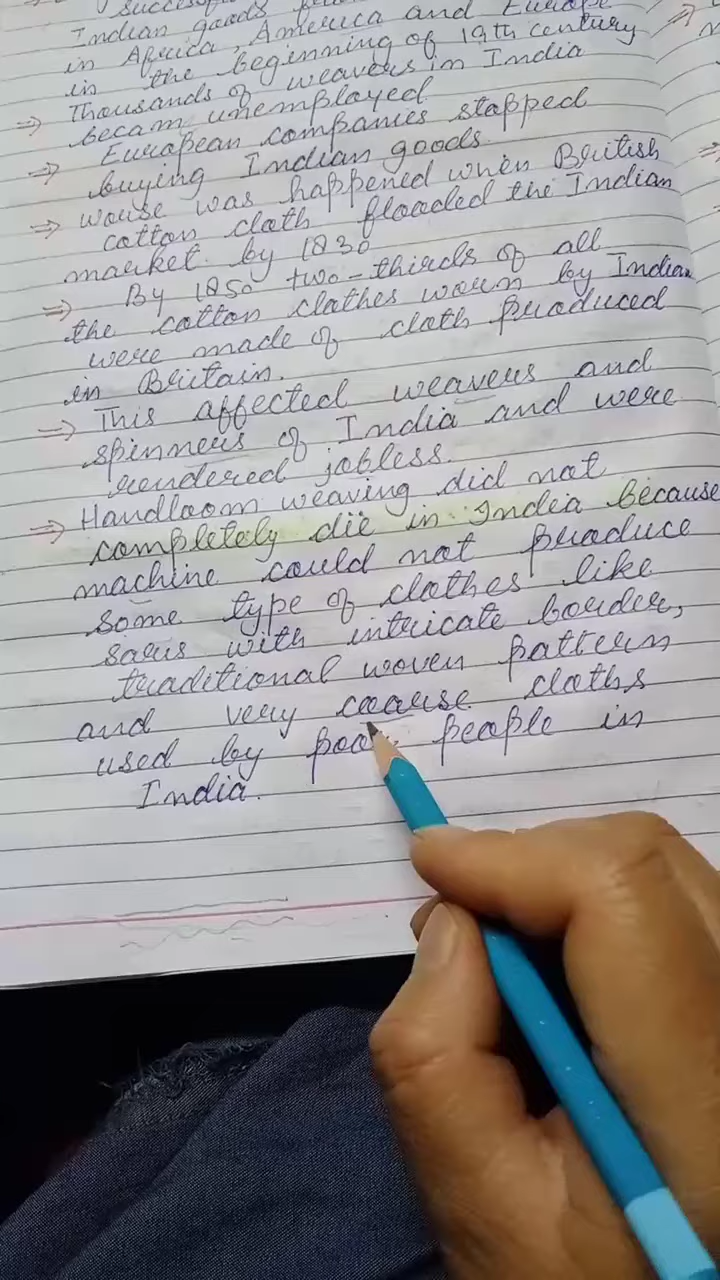 Indian goods
in Africa, America and Europe
in the beginning of 19th century
⇒ Thousands of weavers in India
becam unemployed
⇒ European companies stopped
buying Indian goods.
⇒ wouse was happened when British
cotton cloth flooded the Indian
market by 1830
⇒ By 1850 two-thirds of all
the cotton clothes worn by Indian
were made of cloth produced
in Britain.
⇒ This affected weavers and
spinners of India and were
rendered jobless.
⇒ Handloom weaving did not
completely die in India because
machine could not produce
some type of clothes like
saris with intricate border,
traditional woven pattern
and very coarse cloths
used by poor people in
India.